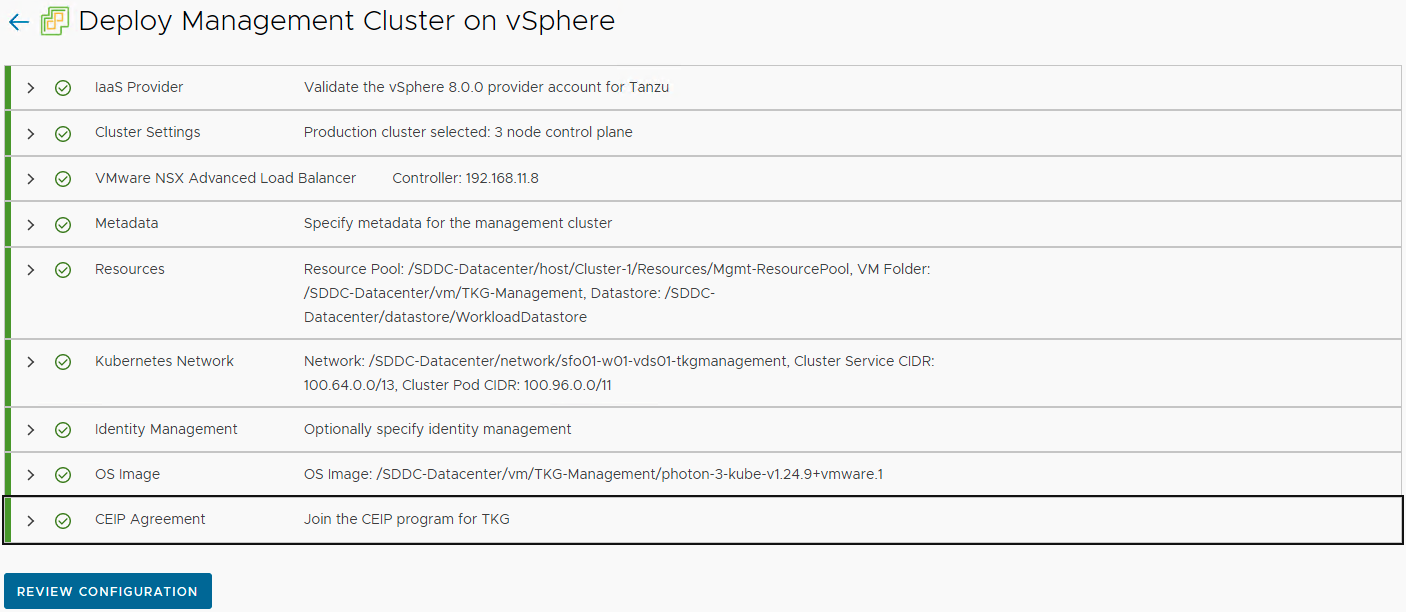 Deploy Management Cluster on vSphere
IaaS Provider Validate the vSphere 8.0.0 provider account for Tanzu
Cluster Settings Production cluster selected: 3 node control plane
VMware NSX Advanced Load Balancer Controller: 192.168.11.8
Metadata Specify metadata for the management cluster
Resources Resource Pool: /SDDC-Datacenter/host/Cluster-1/Resources/Mgmt-ResourcePool, VM Folder:
/SDDC-Datacenter/vm/TKG-Management, Datastore: /SDDC-
Datacenter/datastore/WorkloadDatastore
Kubernetes Network Network: /SDDC-Datacenter/network/sfo01-w01-vds01-tkgmanagement, Cluster Service CIDR:
100.64.0.0/13, Cluster Pod CIDR: 100.96.0.0/11
Identity Management Optionally specify identity management
OS Image OS Image: /SDDC-Datacenter/vm/TKG-Management/photon-3-kube-v1.24.9+vmware.1
CEIP Agreement Join the CEIP program for TKG
REVIEW CONFIGURATION